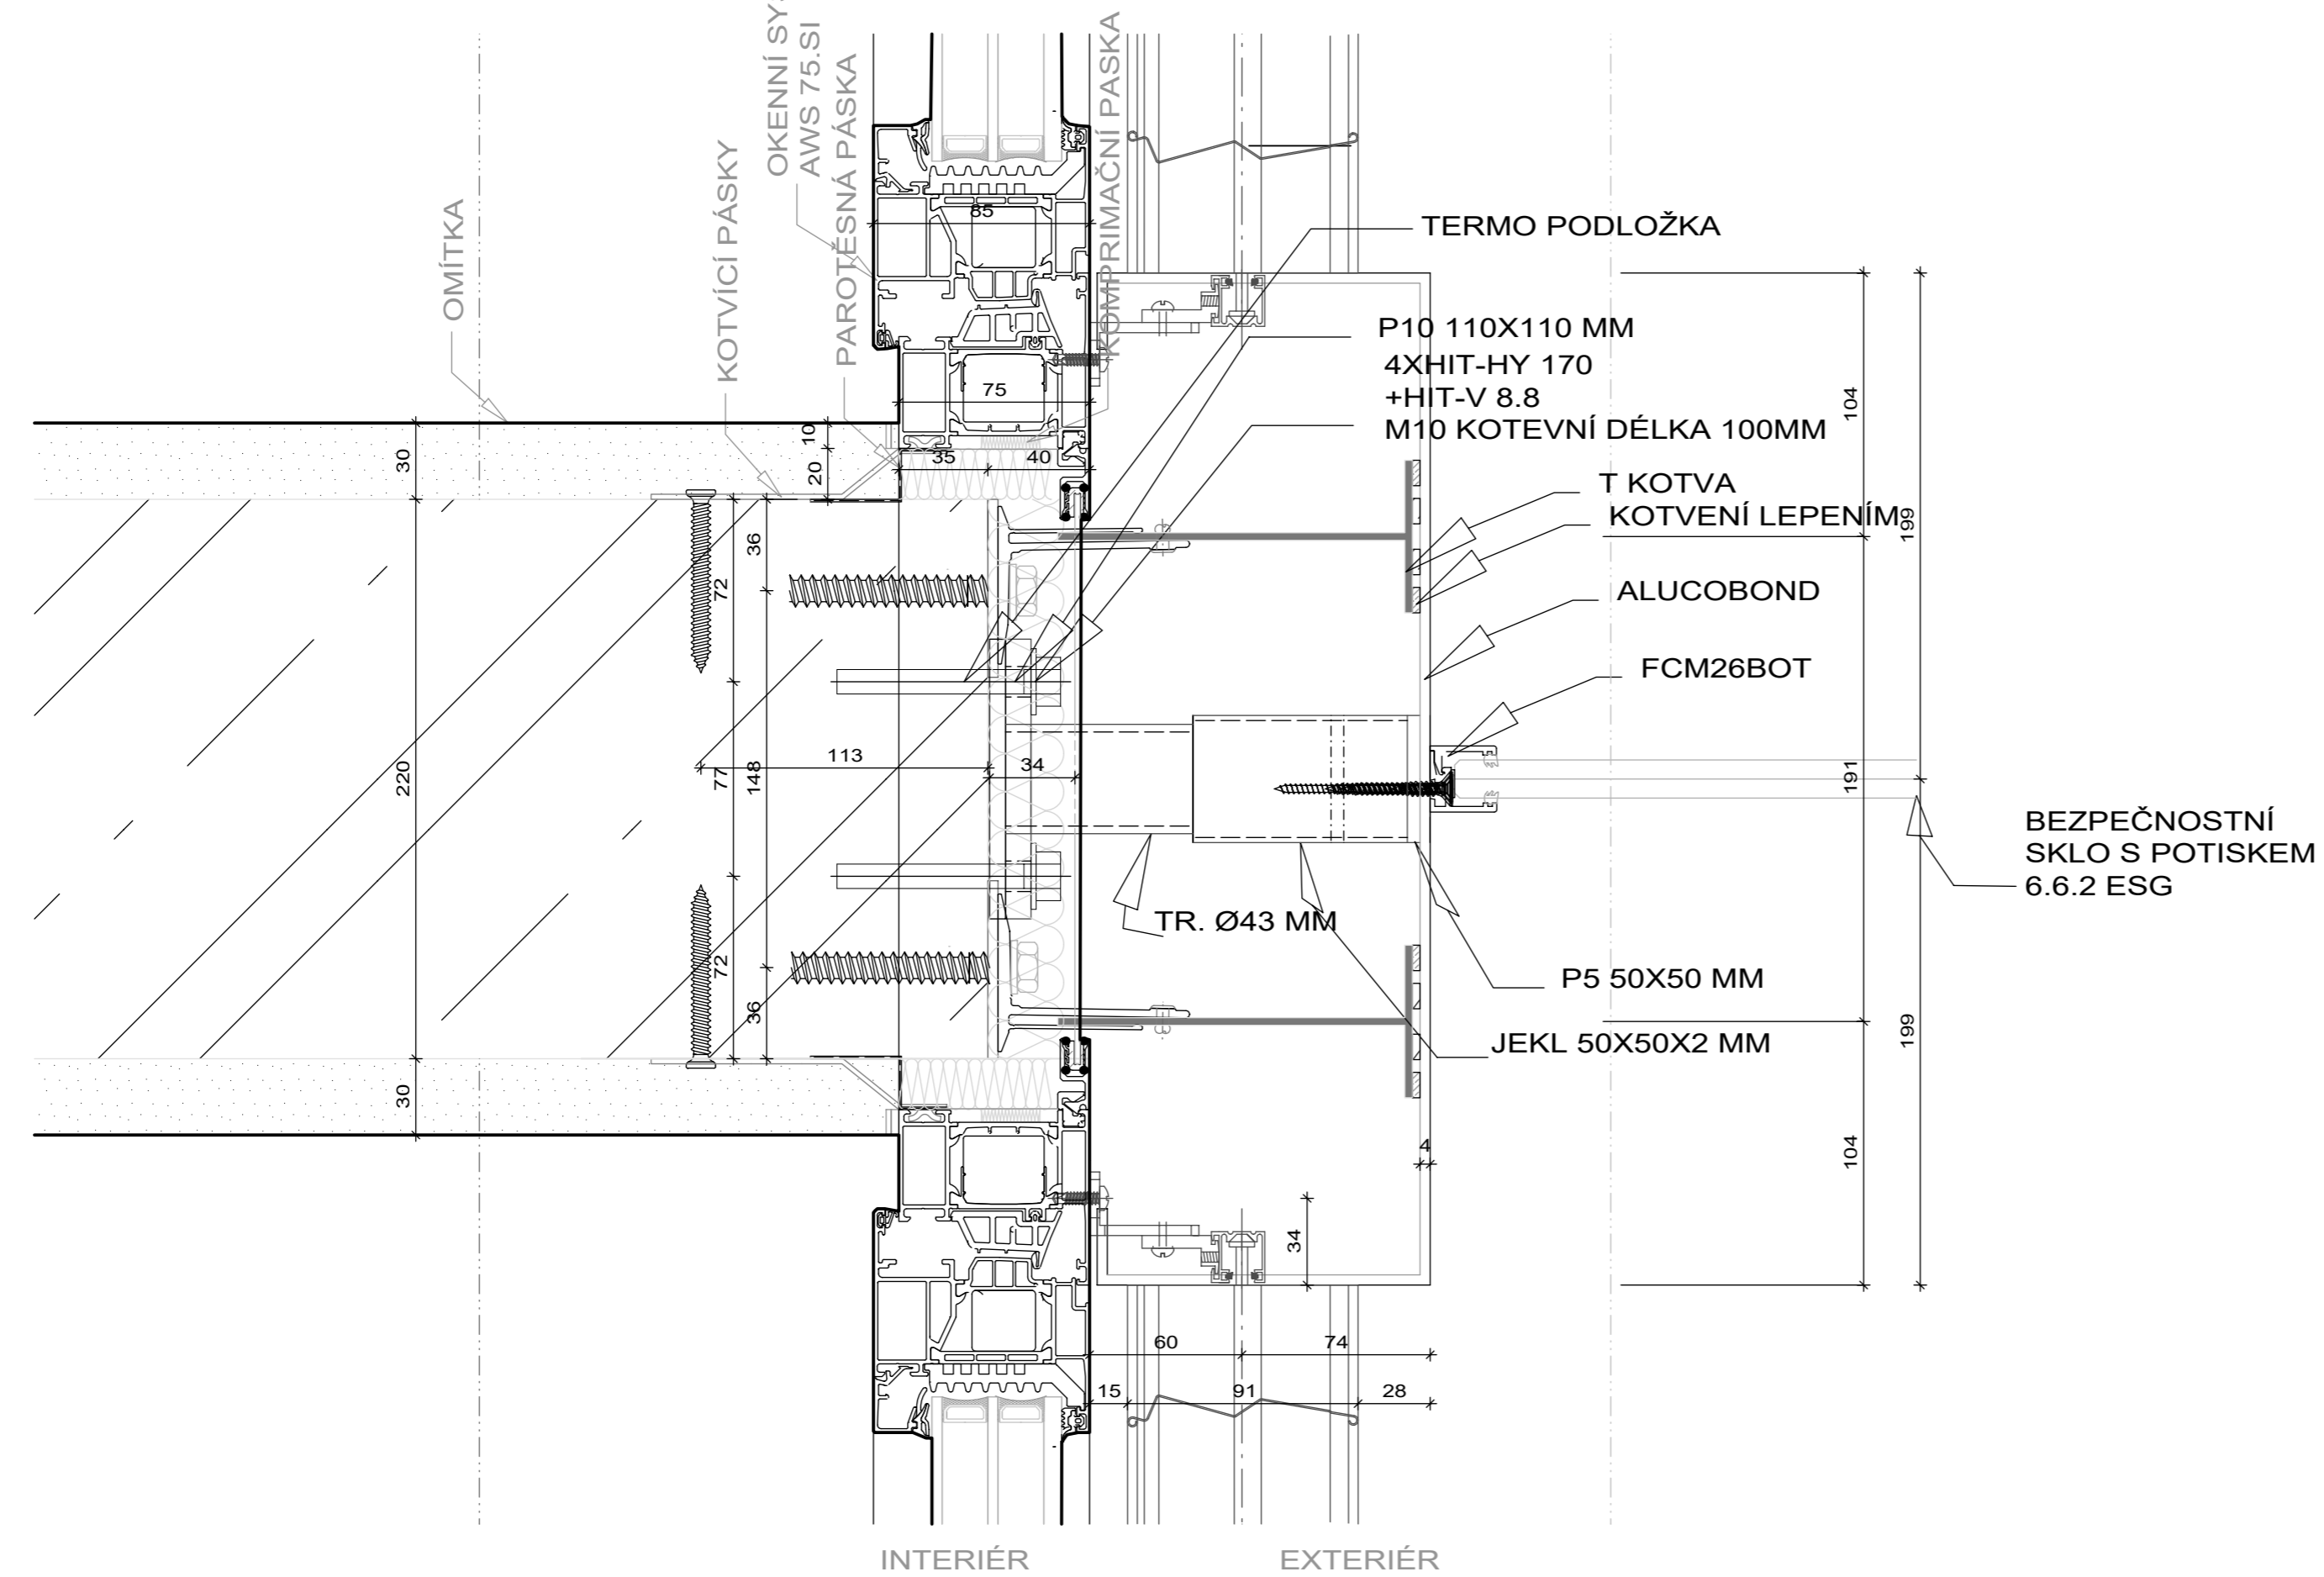 OKENNÍ SY
AWS 75.SI
PAROTĚSNÁ PÁSKA
KOMPRIMAČNÍ PASKA
KOTVÍCÍ PÁSKY
OMÍTKA
TERMO PODLOŽKA
P10 110X110 MM
4XHIT-HY 170
+HIT-V 8.8
M10 KOTEVNÍ DÉLKA 100MM
T KOTVA
KOTVENÍ LEPENÍM
ALUCOBOND
FCM26BOT
BEZPEČNOSTNÍ
SKLO S POTISKEM
6.6.2 ESG
TR. Ø43 MM
P5 50X50 MM
JEKL 50X50X2 MM
85
75
35
40
10
20
30
220
30
36
72
77
148
72
36
113
34
104
199
191
199
104
4
34
60
74
15
91
28
INTERIÉR
EXTERIÉR